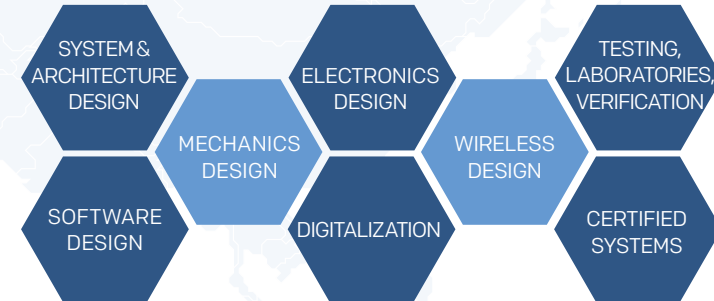 SYSTEM &
ARCHITECTURE
DESIGN
ELECTRONICS
DESIGN
TESTING,
LABORATORIES,
VERIFICATION
MECHANICS
DESIGN
WIRELESS
DESIGN
SOFTWARE
DESIGN
DIGITALIZATION
CERTIFIED
SYSTEMS